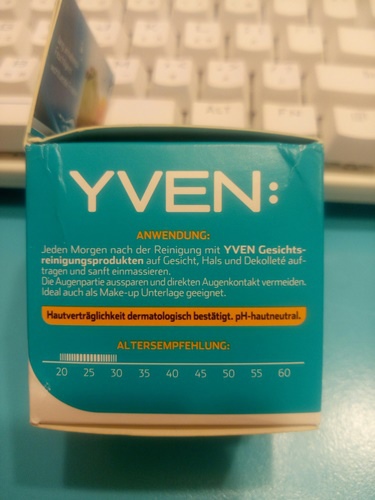 YVEN:
ANWENDUNG:
Jeden Morgen nach der Reinigung mit YVEN Gesichts-
reinigungsprodukten auf Gesicht, Hals und Dekolleté auf-
tragen und sanft einmassieren.
Die Augenpartie aussparen und direkten Augenkontakt vermeiden.
Ideal auch als Make-up Unterlage geeignet.
Hautverträglichkeit dermatologisch bestätigt. pH-hautneutral.
ALTERSEMPFEHLUNG:
20 25 30 35 40 45 50 55 60